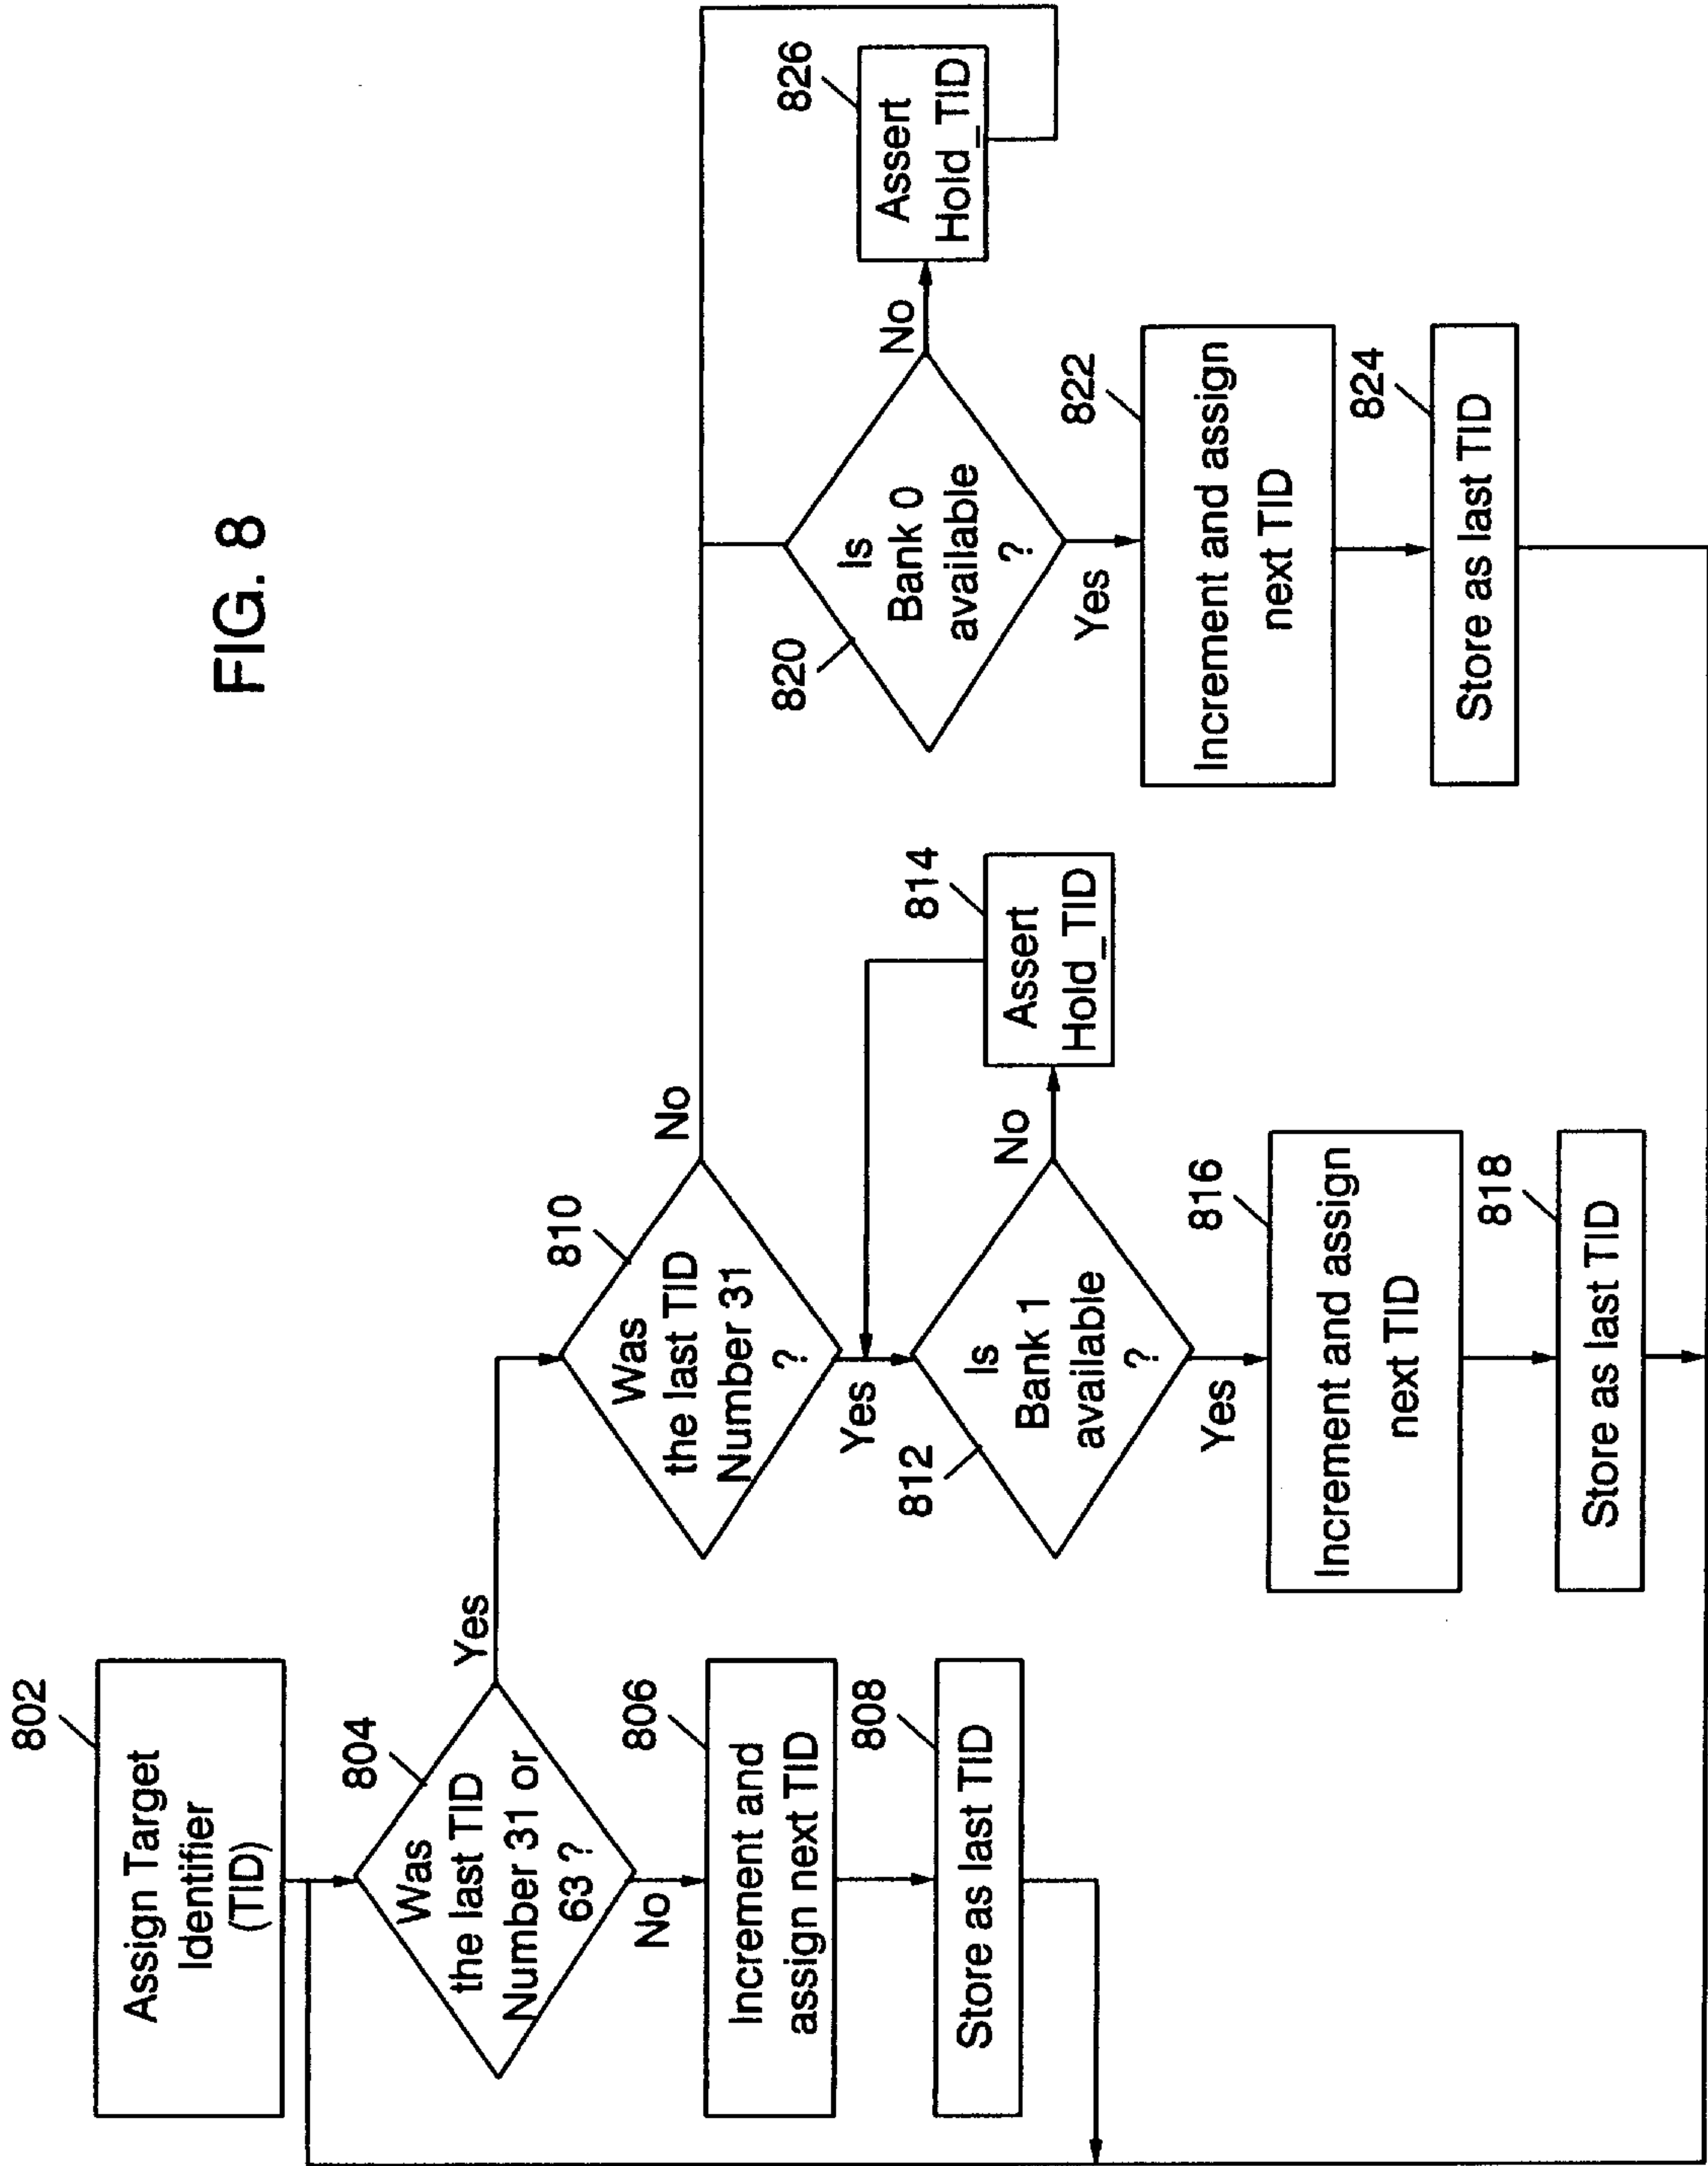 FIG. 8
802
Assign Target
Identifier
(TID)
804
Was
the last TID
Number 31 or
63 ?
Yes
No
806
Increment and
assign next TID
808
Store as last TID
810
Was
the last TID
Number 31
?
No
Yes
812
Is
Bank 1
available
?
No
814
Assert
Hold_TID
Yes
816
Increment and assign
next TID
818
Store as last TID
820
Is
Bank 0
available
?
No
826
Assert
Hold_TID
Yes
822
Increment and assign
next TID
824
Store as last TID